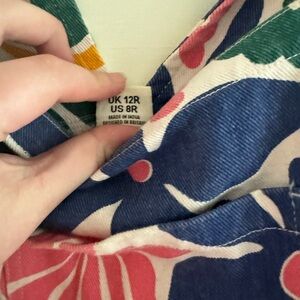 UK 12R
US 8R
MADE IN INDIA
DESIGNED IN BRITAIN